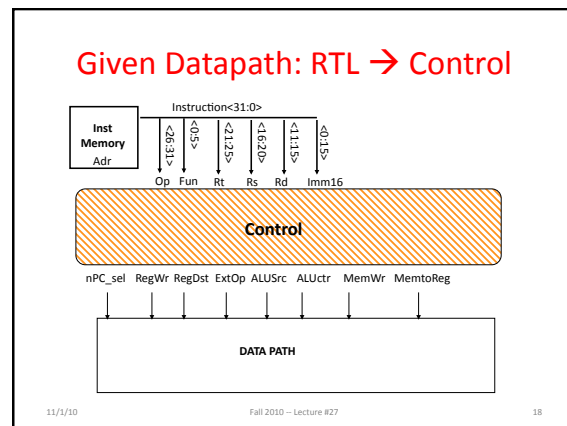 Given Datapath: RTL → Control
Instruction<31:0>
Inst
Memory
Adr
<26:31>
<0:5>
<21:25>
<16:20>
<11:15>
<0:15>
Op Fun Rt Rs Rd Imm16
Control
nPC_sel RegWr RegDst ExtOp ALUSrc ALUctr MemWr MemtoReg
DATA PATH
11/1/10 Fall 2010 -- Lecture #27 18